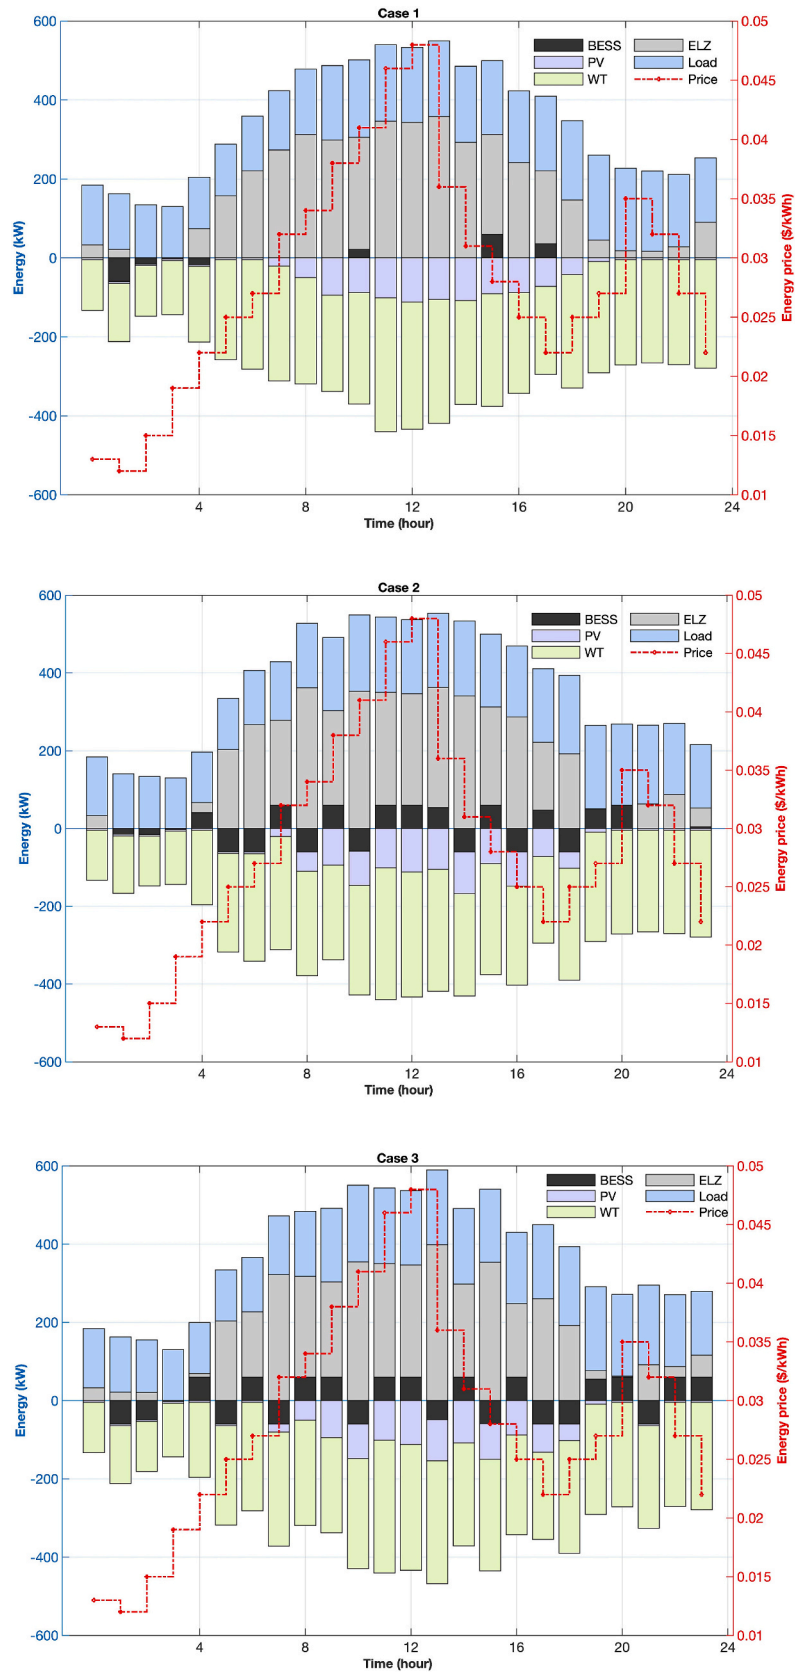 Case 1
600
400
200
0
-200
-400
-600
Energy (kW)
BESS
PV
WT
ELZ
Load
Price
0.05
0.045
0.04
0.035
0.03
0.025
0.02
0.015
0.01
Energy price ($/kWh)
4 8 12 16 20 24
Time (hour)
Case 2
600
400
200
0
-200
-400
-600
Energy (kW)
BESS
PV
WT
ELZ
Load
Price
0.05
0.045
0.04
0.035
0.03
0.025
0.02
0.015
0.01
Energy price ($/kWh)
4 8 12 16 20 24
Time (hour)
Case 3
600
400
200
0
-200
-400
-600
Energy (kW)
BESS
PV
WT
ELZ
Load
Price
0.05
0.045
0.04
0.035
0.03
0.025
0.02
0.015
0.01
Energy price ($/kWh)
4 8 12 16 20 24
Time (hour)